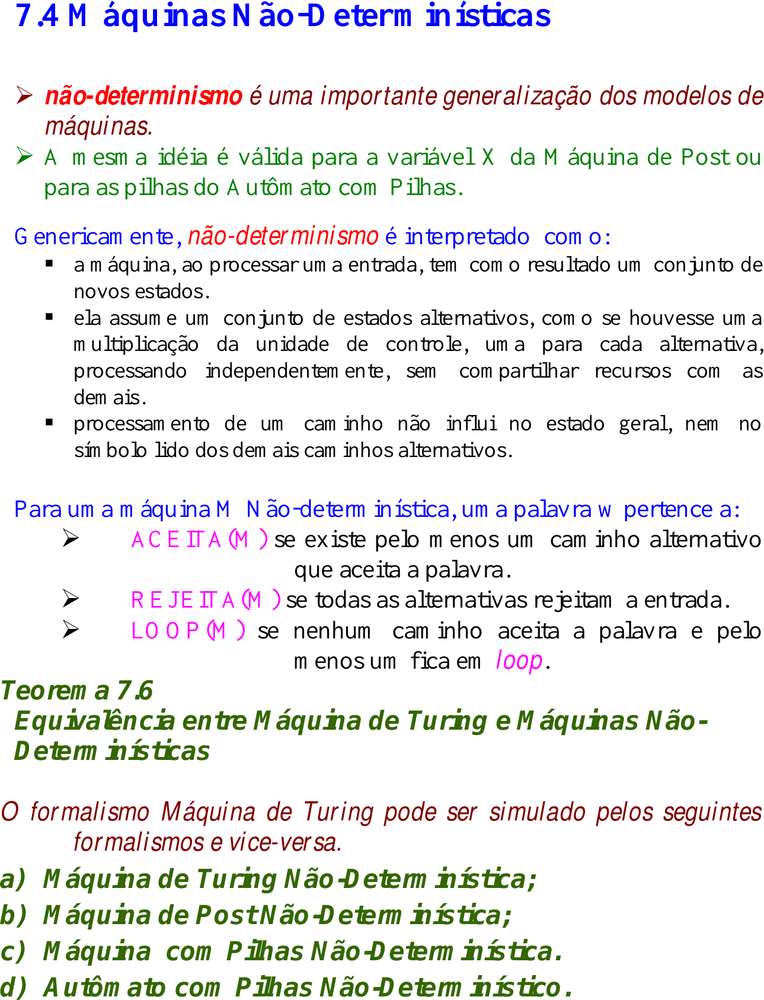 7.4 Máquinas Não-Determinísticas
➢ não-determinismo é uma importante generalização dos modelos de
máquinas.
➢ A mesma idéia é válida para a variável X da Máquina de Post ou
para as pilhas do Autômato com Pilhas.
Genericamente, não-determinismo é interpretado como:
▪ a máquina, ao processar uma entrada, tem como resultado um conjunto de
novos estados.
▪ ela assume um conjunto de estados alternativos, como se houvesse uma
multiplicação da unidade de controle, uma para cada alternativa,
processando independentemente, sem compartilhar recursos com as
demais.
▪ processamento de um caminho não influi no estado geral, nem no
símbolo lido dos demais caminhos alternativos.
Para uma máquina M Não-determinística, uma palavra w pertence a:
➢ ACEITA(M) se existe pelo menos um caminho alternativo
que aceita a palavra.
➢ REJEITA(M) se todas as alternativas rejeitam a entrada.
➢ LOOP(M) se nenhum caminho aceita a palavra e pelo
menos um fica em loop.
Teorema 7.6
Equivalência entre Máquina de Turing e Máquinas Não-
Determinísticas
O formalismo Máquina de Turing pode ser simulado pelos seguintes
formalismos e vice-versa.
a) Máquina de Turing Não-Determinística;
b) Máquina de Post Não-Determinística;
c) Máquina com Pilhas Não-Determinística.
d) Autômato com Pilhas Não-Determinístico.